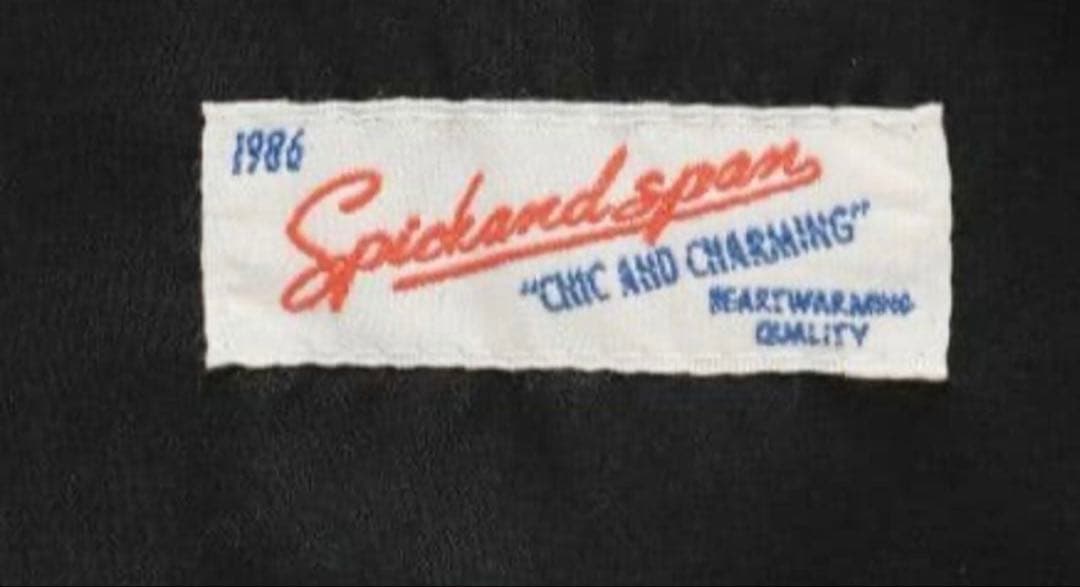 1986
Spickandspan
"CHIC AND CHARMING"
HEARTWARMING
QUALITY